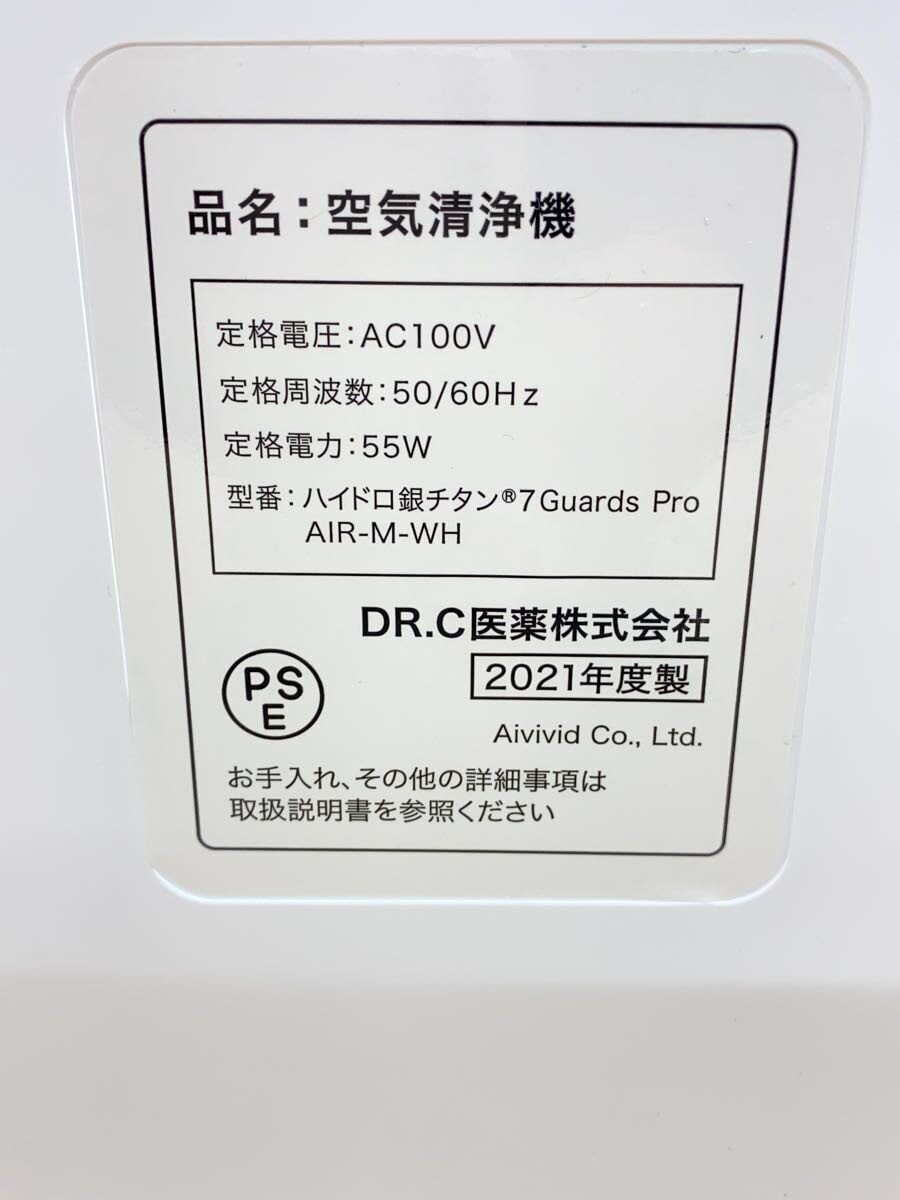 品名：空気清浄機
定格電圧：AC100V
定格周波数：50/60Hz
定格電力：55W
型番：ハイドロ銀チタン®7Guards Pro
AIR-M-WH
DR.C医薬株式会社
2021年度製
PS
E
Aivivid Co., Ltd.
お手入れ、その他の詳細事項は
取扱説明書を参照ください